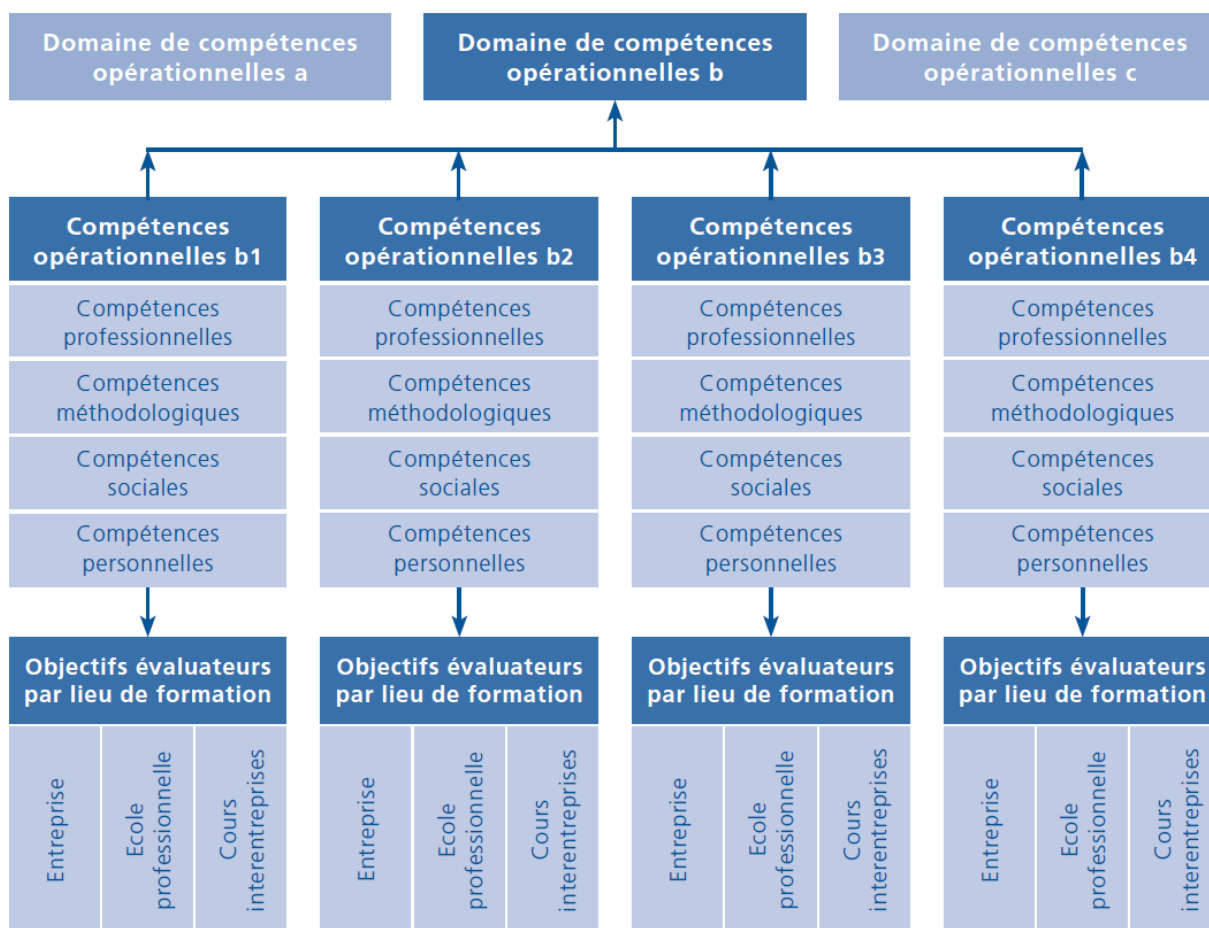 Domaine de compétences
opérationnelles a
Domaine de compétences
opérationnelles b
Domaine de compétences
opérationnelles c
Compétences
opérationnelles b1
Compétences
professionnelles
Compétences
méthodologiques
Compétences
sociales
Compétences
personnelles
Objectifs évaluateurs
par lieu de formation
Entreprise
Ecole
professionnelle
Cours
interentreprises
Compétences
opérationnelles b2
Compétences
professionnelles
Compétences
méthodologiques
Compétences
sociales
Compétences
personnelles
Objectifs évaluateurs
par lieu de formation
Entreprise
Ecole
professionnelle
Cours
interentreprises
Compétences
opérationnelles b3
Compétences
professionnelles
Compétences
méthodologiques
Compétences
sociales
Compétences
personnelles
Objectifs évaluateurs
par lieu de formation
Entreprise
Ecole
professionnelle
Cours
interentreprises
Compétences
opérationnelles b4
Compétences
professionnelles
Compétences
méthodologiques
Compétences
sociales
Compétences
personnelles
Objectifs évaluateurs
par lieu de formation
Entreprise
Ecole
professionnelle
Cours
interentreprises